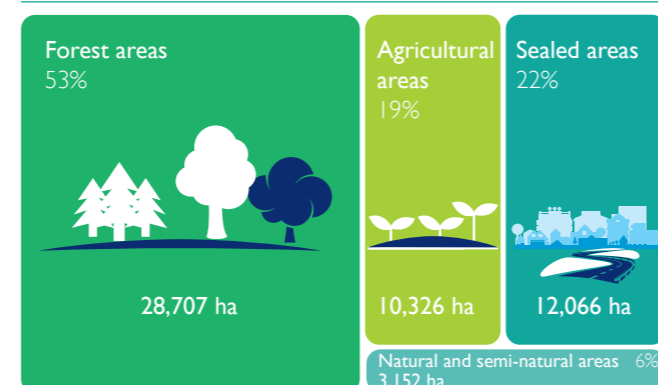 Forest areas
53%
28,707 ha
Agricultural
areas
19%
10,326 ha
Sealed areas
22%
12,066 ha
Natural and semi-natural areas 6%
3,152 ha